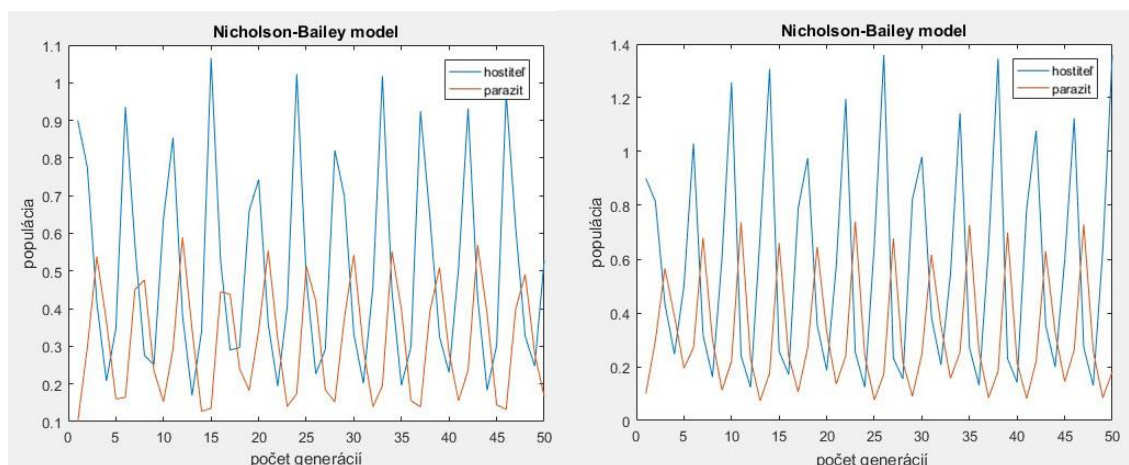 Nicholson-Bailey model
1.1
1
0.9
0.8
0.7
0.6
0.5
0.4
0.3
0.2
0.1
populácia
hostiteľ
parazit
0 5 10 15 20 25 30 35 40 45 50
počet generácií
Nicholson-Bailey model
1.4
1.2
1
0.8
0.6
0.4
0.2
0
populácia
hostiteľ
parazit
0 5 10 15 20 25 30 35 40 45 50
počet generácií